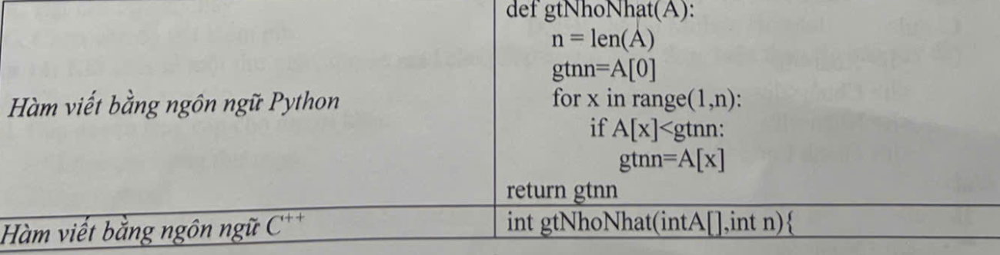 def gtNhoNhat(A):
n = len(A)
gtnn=A[0]
Hàm viết bằng ngôn ngữ Python
for x in range(1,n):
if A[x]<gtnn:
gtnn=A[x]
return gtnn
Hàm viết bằng ngôn ngữ C++
int gtNhoNhat(intA[],int n){